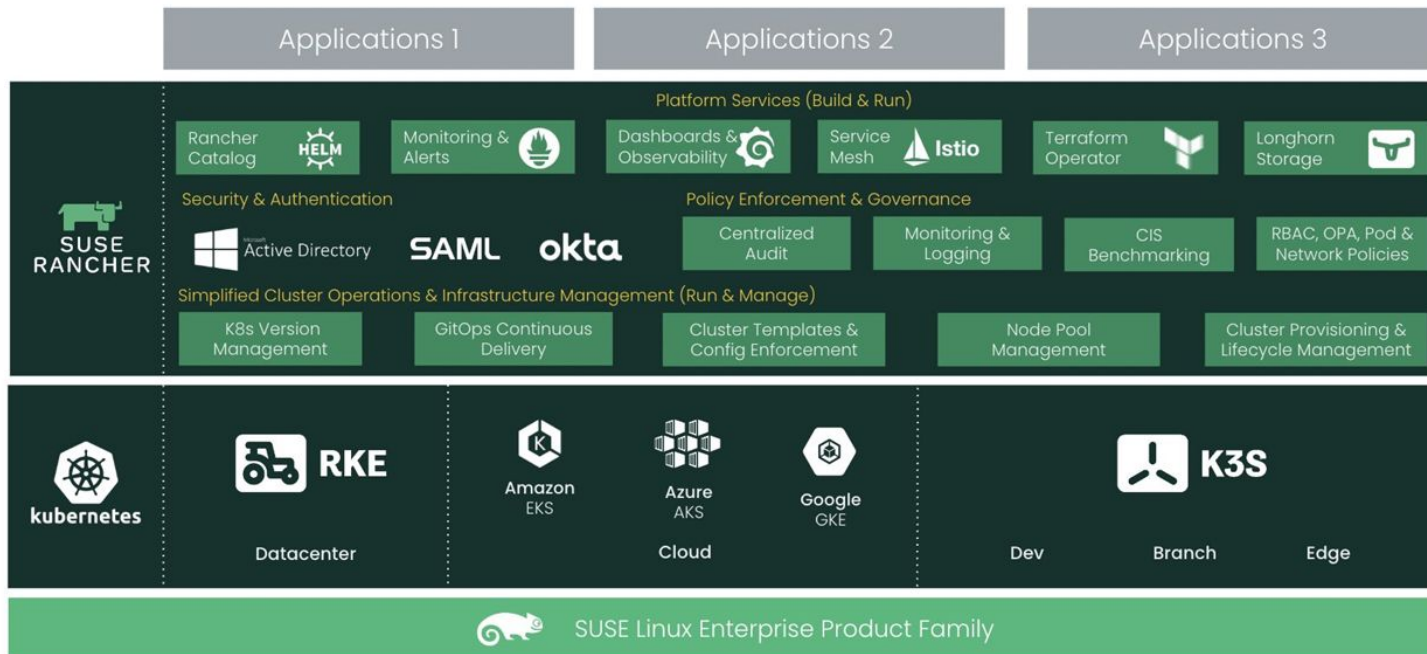 Applications 1
Applications 2
Applications 3
Platform Services (Build & Run)
Rancher
Catalog
HELM
Monitoring &
Alerts
Dashboards &
Observability
Service
Mesh
Istio
Terraform
Operator
Longhorn
Storage
Security & Authentication
Policy Enforcement & Governance
SUSE
RANCHER
Microsoft
Active Directory
SAML
okta
Centralized
Audit
Monitoring &
Logging
CIS
Benchmarking
RBAC, OPA, Pod &
Network Policies
Simplified Cluster Operations & Infrastructure Management (Run & Manage)
K8s Version
Management
GitOps Continuous
Delivery
Cluster Templates &
Config Enforcement
Node Pool
Management
Cluster Provisioning &
Lifecycle Management
kubernetes
RKE
Datacenter
K
Amazon
EKS
Azure
AKS
Google
GKE
Cloud
K3S
Dev
Branch
Edge
SUSE Linux Enterprise Product Family